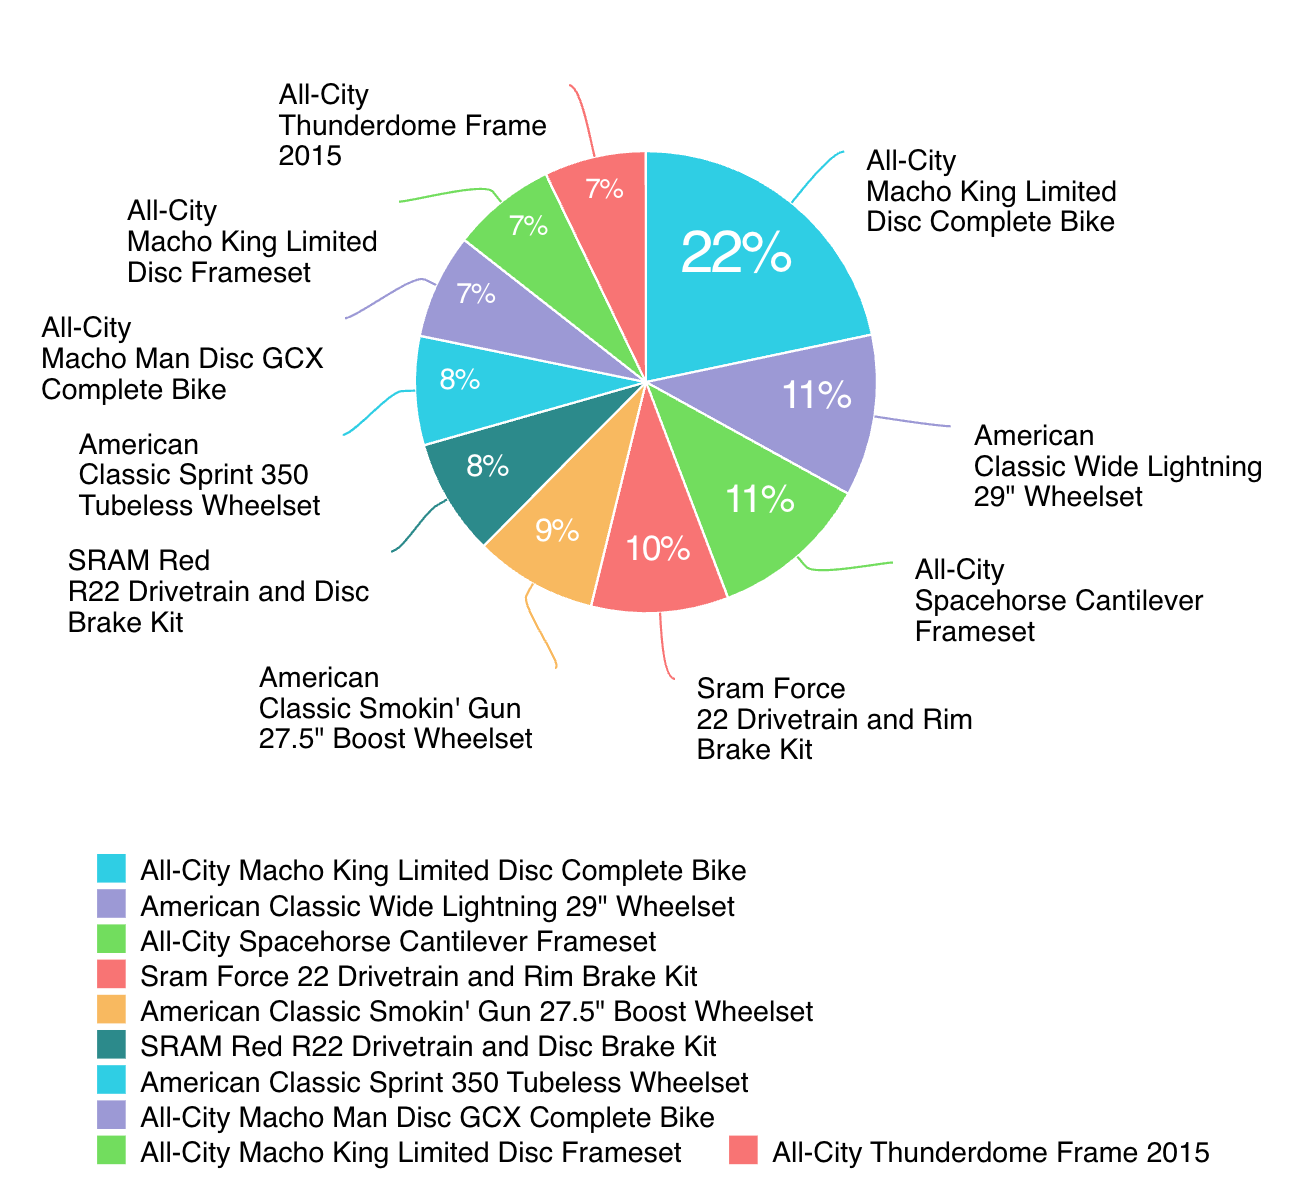 All-City
Thunderdome Frame
2015
All-City
Macho King Limited
Disc Complete Bike
All-City
Macho King Limited
Disc Frameset
All-City
Macho Man Disc GCX
Complete Bike
American
Classic Sprint 350
Tubeless Wheelset
SRAM Red
R22 Drivetrain and Disc
Brake Kit
American
Classic Smokin' Gun
27.5" Boost Wheelset
Sram Force
22 Drivetrain and Rim
Brake Kit
All-City
Spacehorse Cantilever
Frameset
American
Classic Wide Lightning
29" Wheelset
22%
11%
11%
10%
9%
8%
8%
7%
7%
7%
All-City Macho King Limited Disc Complete Bike
American Classic Wide Lightning 29" Wheelset
All-City Spacehorse Cantilever Frameset
Sram Force 22 Drivetrain and Rim Brake Kit
American Classic Smokin' Gun 27.5" Boost Wheelset
SRAM Red R22 Drivetrain and Disc Brake Kit
American Classic Sprint 350 Tubeless Wheelset
All-City Macho Man Disc GCX Complete Bike
All-City Macho King Limited Disc Frameset
All-City Thunderdome Frame 2015